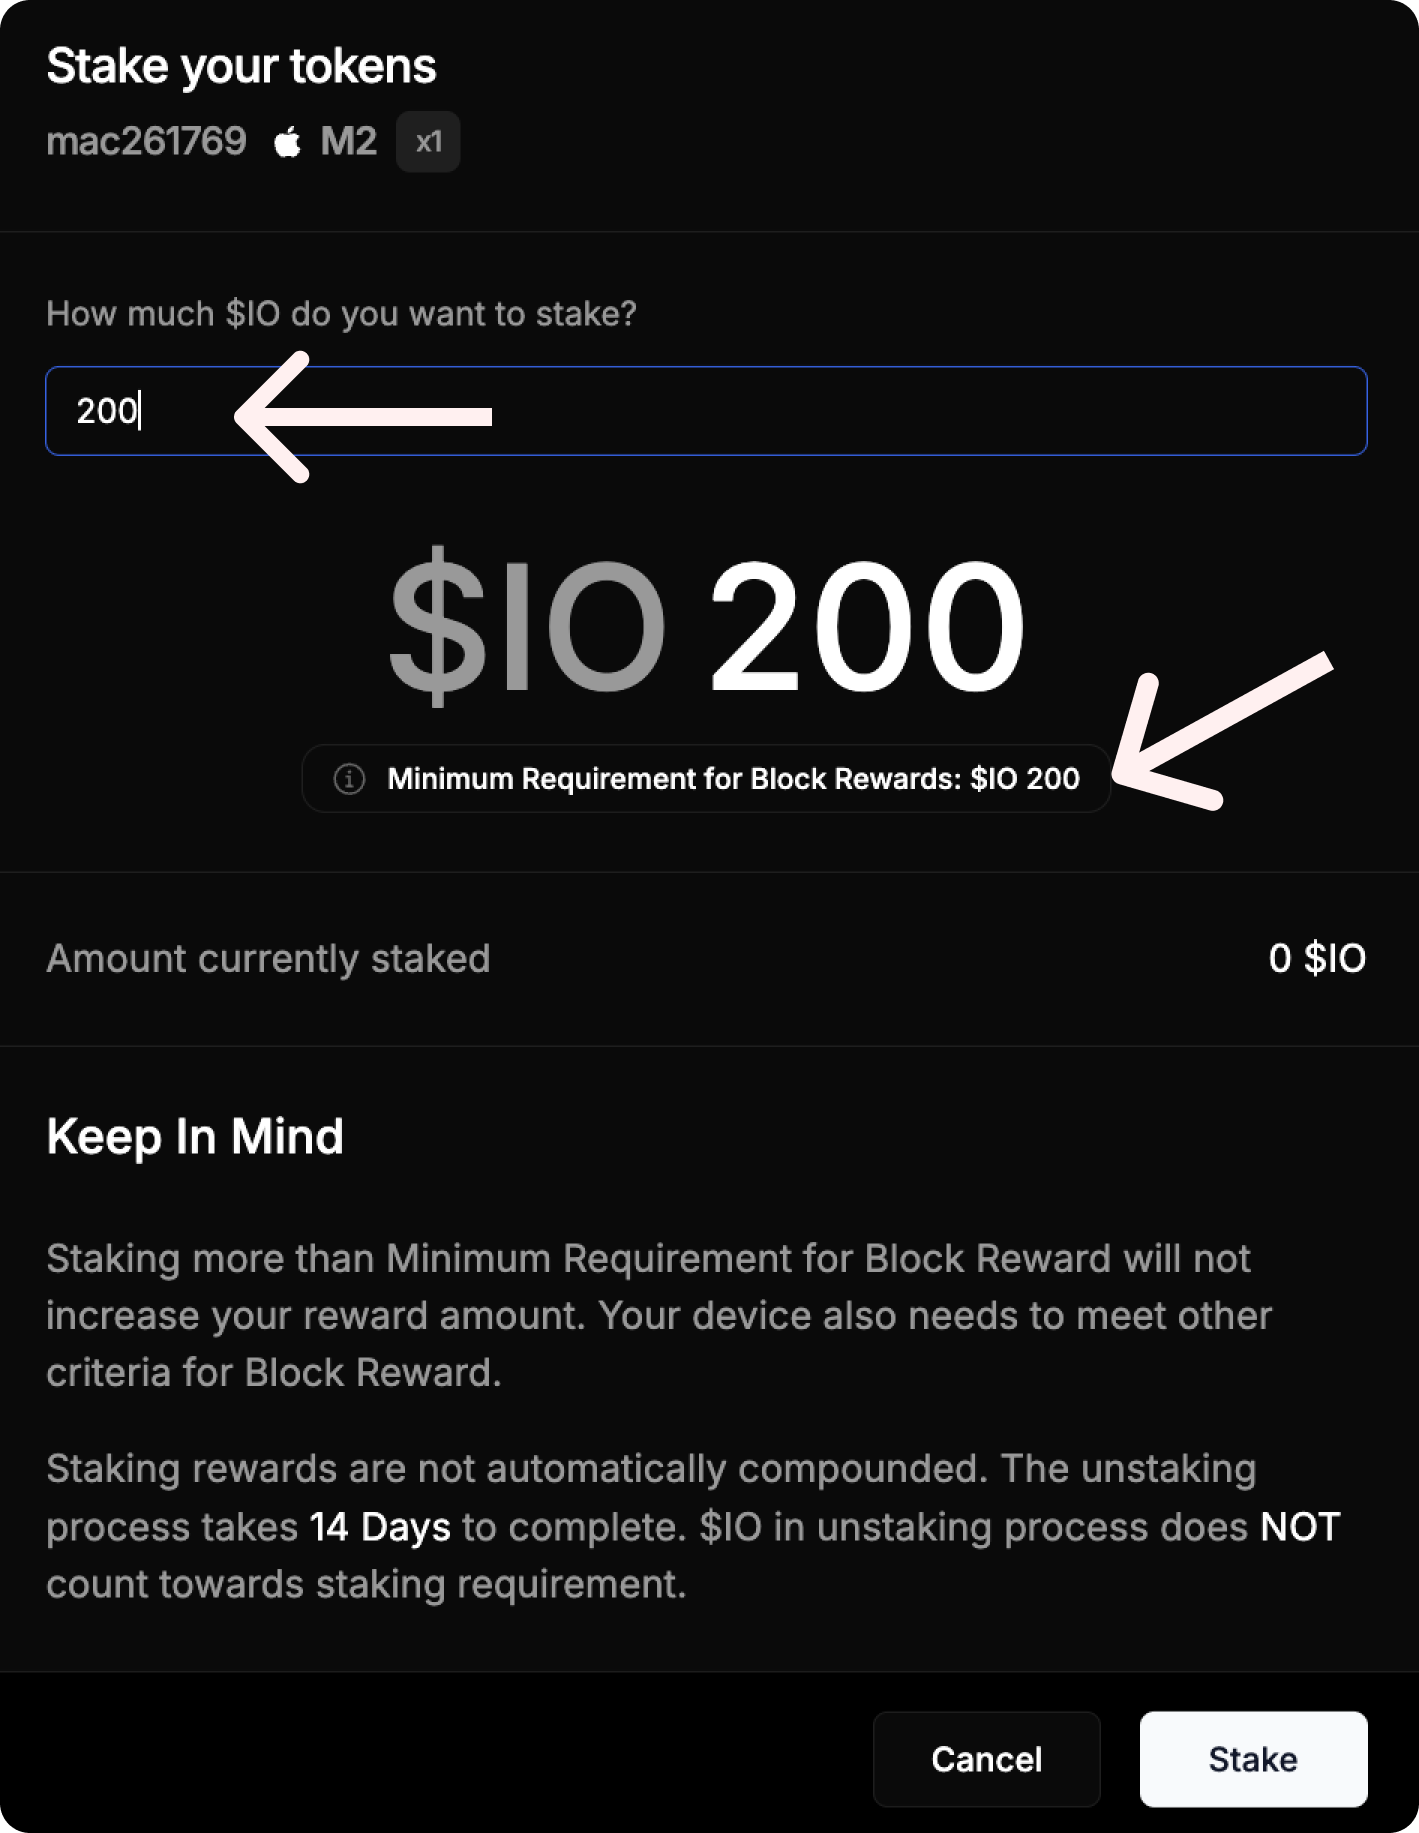 Stake your tokens
mac261769 M2 x1
How much $IO do you want to stake?
200
$IO 200
Minimum Requirement for Block Rewards: $IO 200
Amount currently staked 0 $IO
Keep In Mind
Staking more than Minimum Requirement for Block Reward will not
increase your reward amount. Your device also needs to meet other
criteria for Block Reward.
Staking rewards are not automatically compounded. The unstaking
process takes 14 Days to complete. $IO in unstaking process does NOT
count towards staking requirement.
Cancel Stake